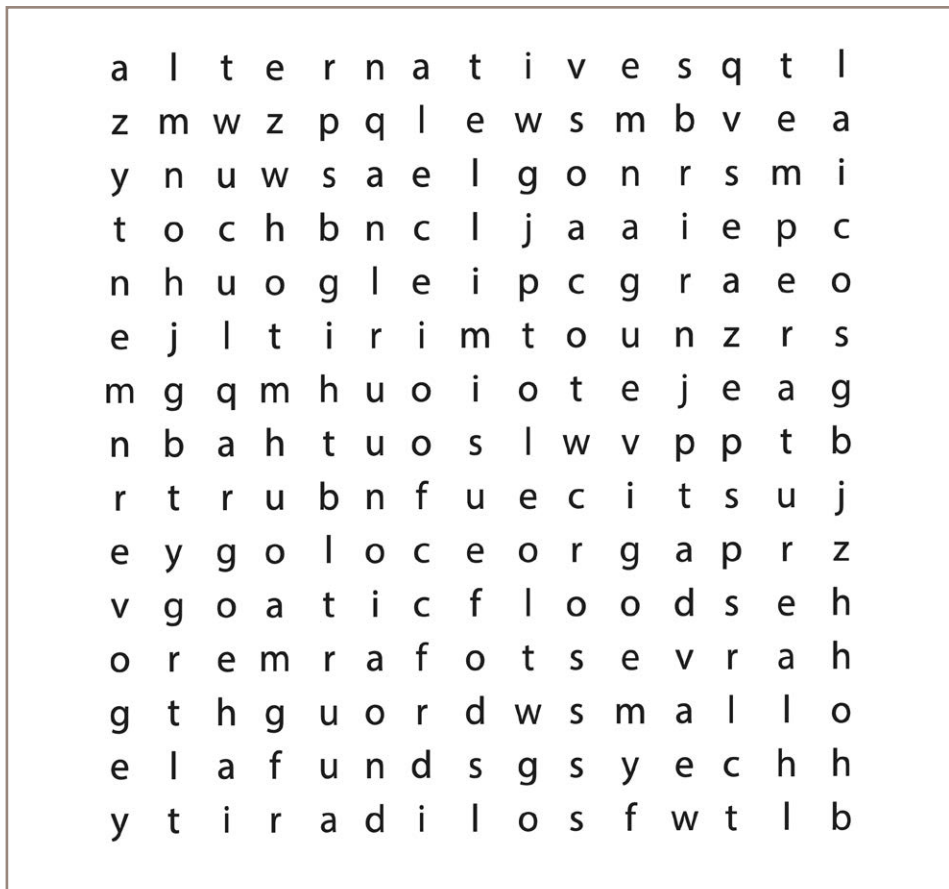 a l t e r n a t i v e s q t l
z m w z p q l e w s m b v e a
y n u w s a e l g o n r s m i
t o c h b n c l j a a i e p c
n h u o g l e i p c g r a e o
e j l t i r i m t o u n z r s
m g q m h u o i o t e j e a g
n b a h t u o s l w v p p t b
r t r u b n f u e c i t s u j
e y g o l o c e o r g a p r z
v g o a t i c f l o o d s e h
o r e m r a f o t s e v r a h
g t h g u o r d w s m a l l o
e l a f u n d s g s y e c h h
y t i r a d i l o s f w t l b